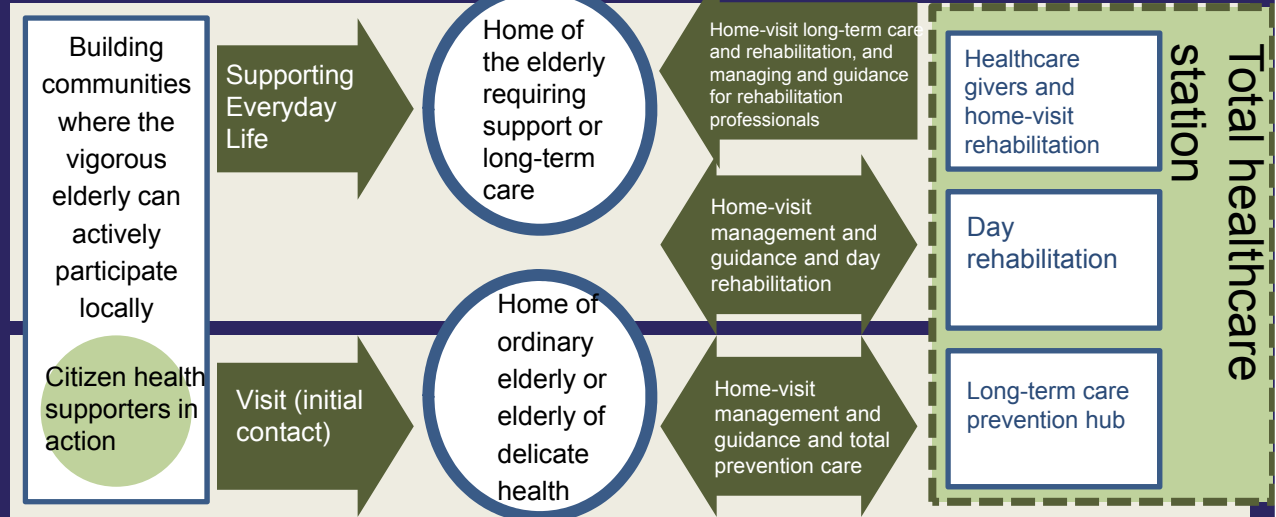 Building
communities
where the
vigorous
elderly can
actively
participate
locally
Citizen health
supporters in
action
Supporting
Everyday
Life
Visit (initial
contact)
Home of
the elderly
requiring
support or
long-term
care
Home of
ordinary
elderly or
elderly of
delicate
health
Home-visit long-term care
and rehabilitation, and
managing and guidance
for rehabilitation
professionals
Home-visit
management and
guidance and day
rehabilitation
Home-visit
management and
guidance and total
prevention care
Healthcare
givers and
home-visit
rehabilitation
Day
rehabilitation
Long-term care
prevention hub
Total healthcare
station